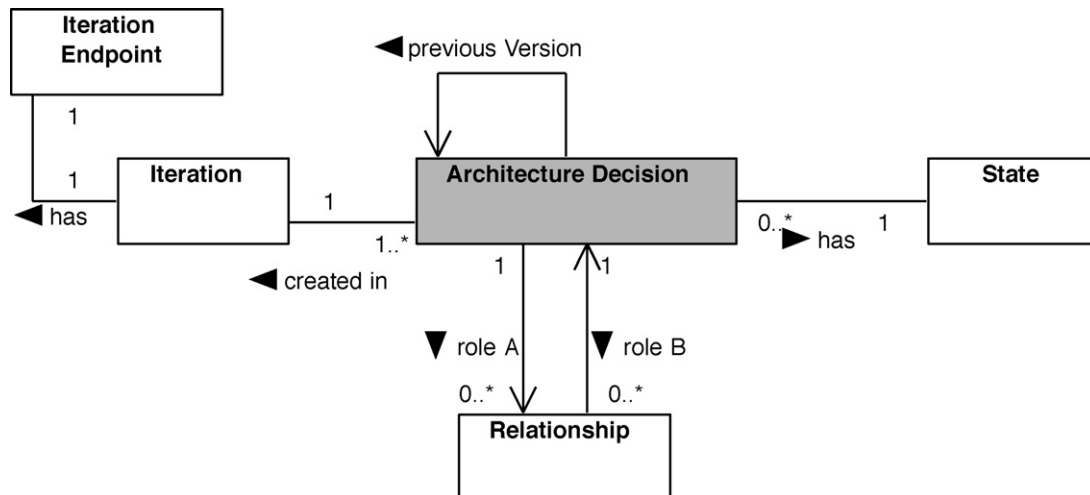 Iteration
Endpoint
previous Version
1
1
Iteration
Architecture Decision
State
has
1
1..*
0..*
1
has
created in
1
1
role A
role B
0..*
0..*
Relationship